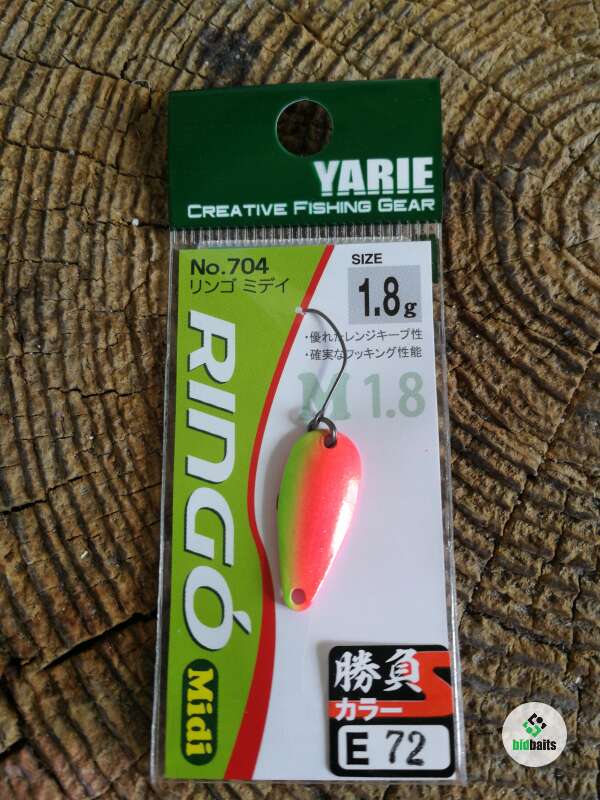 YARIE
CREATIVE FISHING GEAR
No.704
リンゴ ミデイ
SIZE
1.8g
・優れたレンジキープ性
・確実なフッキング性能
M 1.8
RINGO
Midi
勝負
カラー
S
E 72
bidbaits